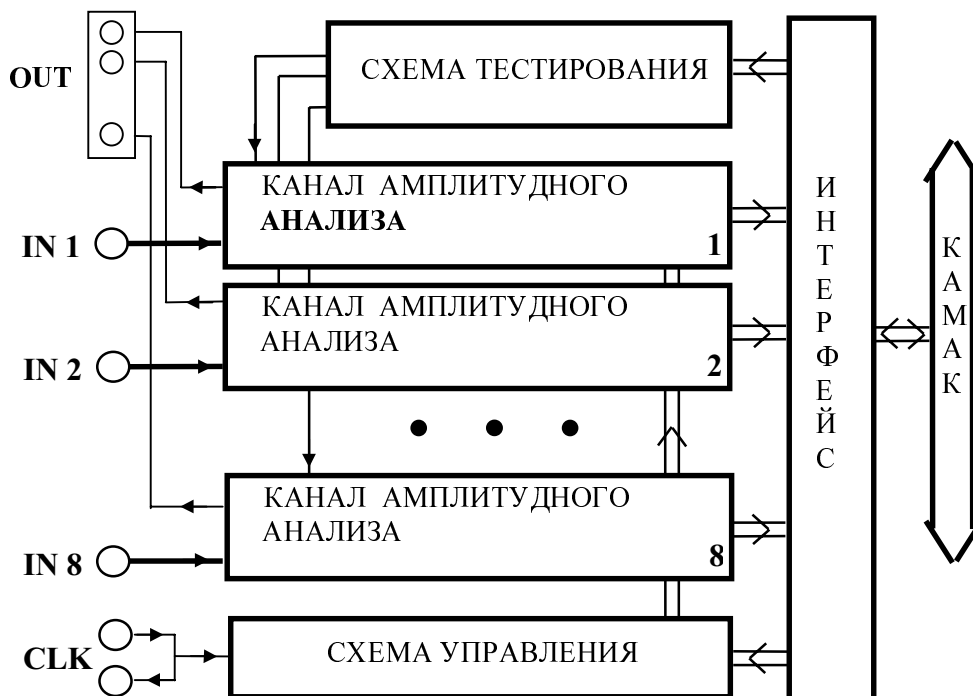 OUT
СХЕМА ТЕСТИРОВАНИЯ
КАНАЛ АМПЛИТУДНОГО
АНАЛИЗА
1
IN 1
КАНАЛ АМПЛИТУДНОГО
АНАЛИЗА
2
IN 2
КАНАЛ АМПЛИТУДНОГО
АНАЛИЗА
8
IN 8
СХЕМА УПРАВЛЕНИЯ
CLK
ИНТЕРФЕЙС
КАМАК